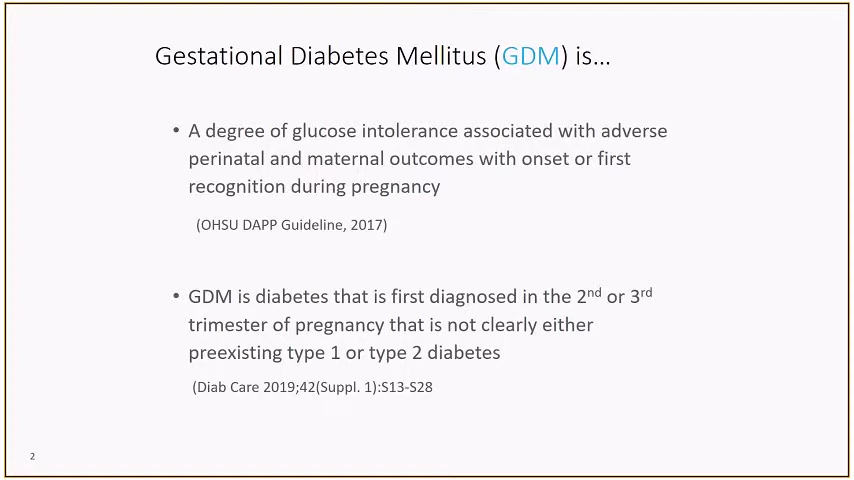 Gestational Diabetes Mellitus (GDM) is…
• A degree of glucose intolerance associated with adverse
perinatal and maternal outcomes with onset or first
recognition during pregnancy
(OHSU DAPP Guideline, 2017)
• GDM is diabetes that is first diagnosed in the 2nd or 3rd
trimester of pregnancy that is not clearly either
preexisting type 1 or type 2 diabetes
(Diab Care 2019;42(Suppl. 1):S13-S28
2